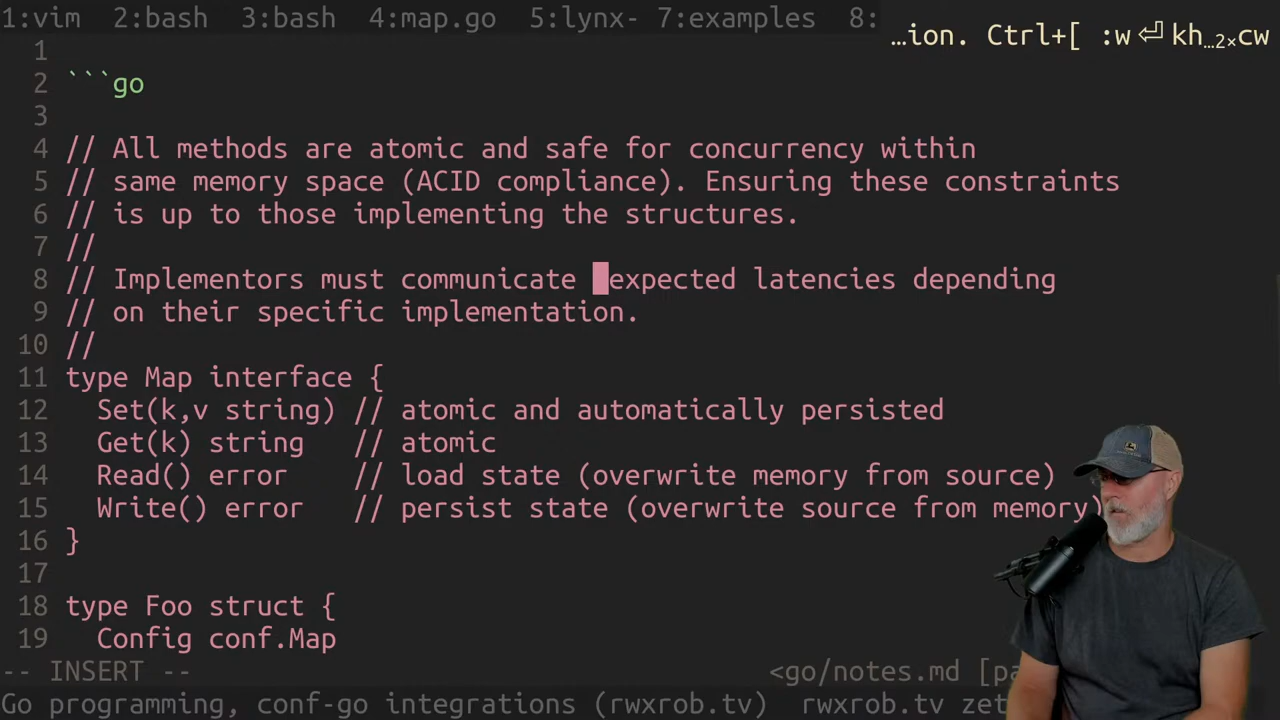 1:vim 2:bash 3:bash 4:map.go 5:lynx- 7:examples 8:
…ion. Ctrl+[ :w⏎ kh…2×cw
1
2 ```go
3
4 // All methods are atomic and safe for concurrency within
5 // same memory space (ACID compliance). Ensuring these constraints
6 // is up to those implementing the structures.
7 //
8 // Implementors must communicate expected latencies depending
9 // on their specific implementation.
10 //
11 type Map interface {
12 Set(k,v string) // atomic and automatically persisted
13 Get(k) string // atomic
14 Read() error // load state (overwrite memory from source)
15 Write() error // persist state (overwrite source from memory)
16 }
17
18 type Foo struct {
19 Config conf.Map
-- INSERT -- <go/notes.md [pa
Go programming, conf-go integrations (rwxrob.tv) rwxrob.tv zet